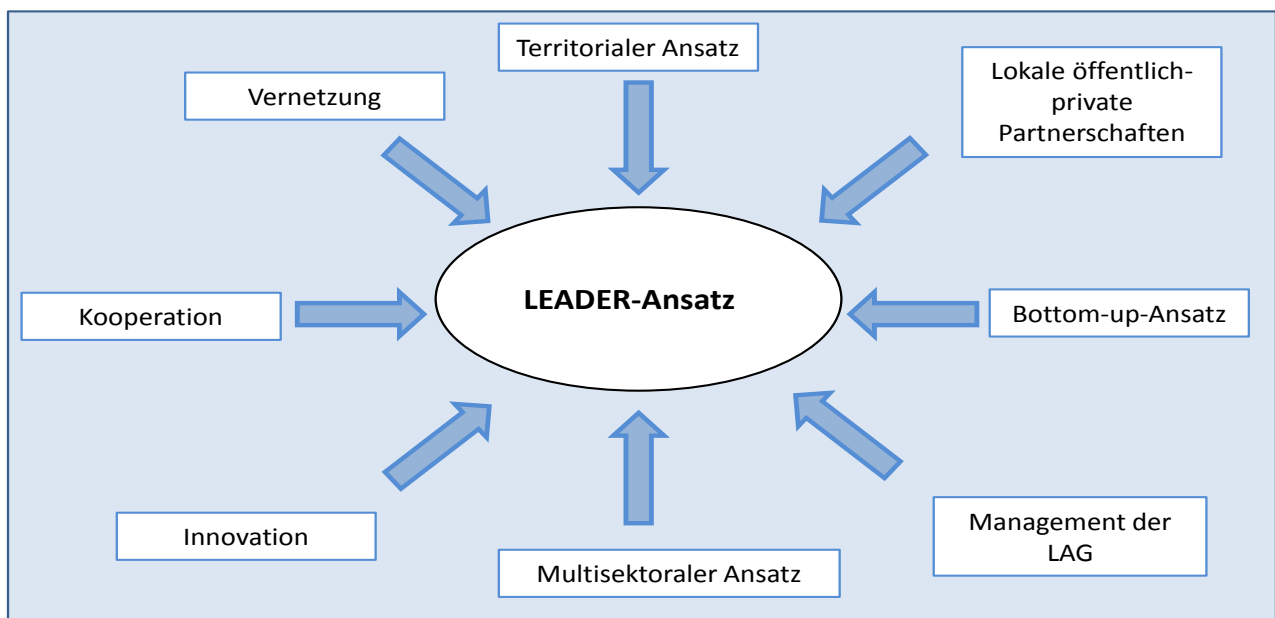 Territorialer Ansatz
Vernetzung
Lokale öffentlich-
private
Partnerschaften
LEADER-Ansatz
Kooperation
Bottom-up-Ansatz
Innovation
Multisektoraler Ansatz
Management der
LAG